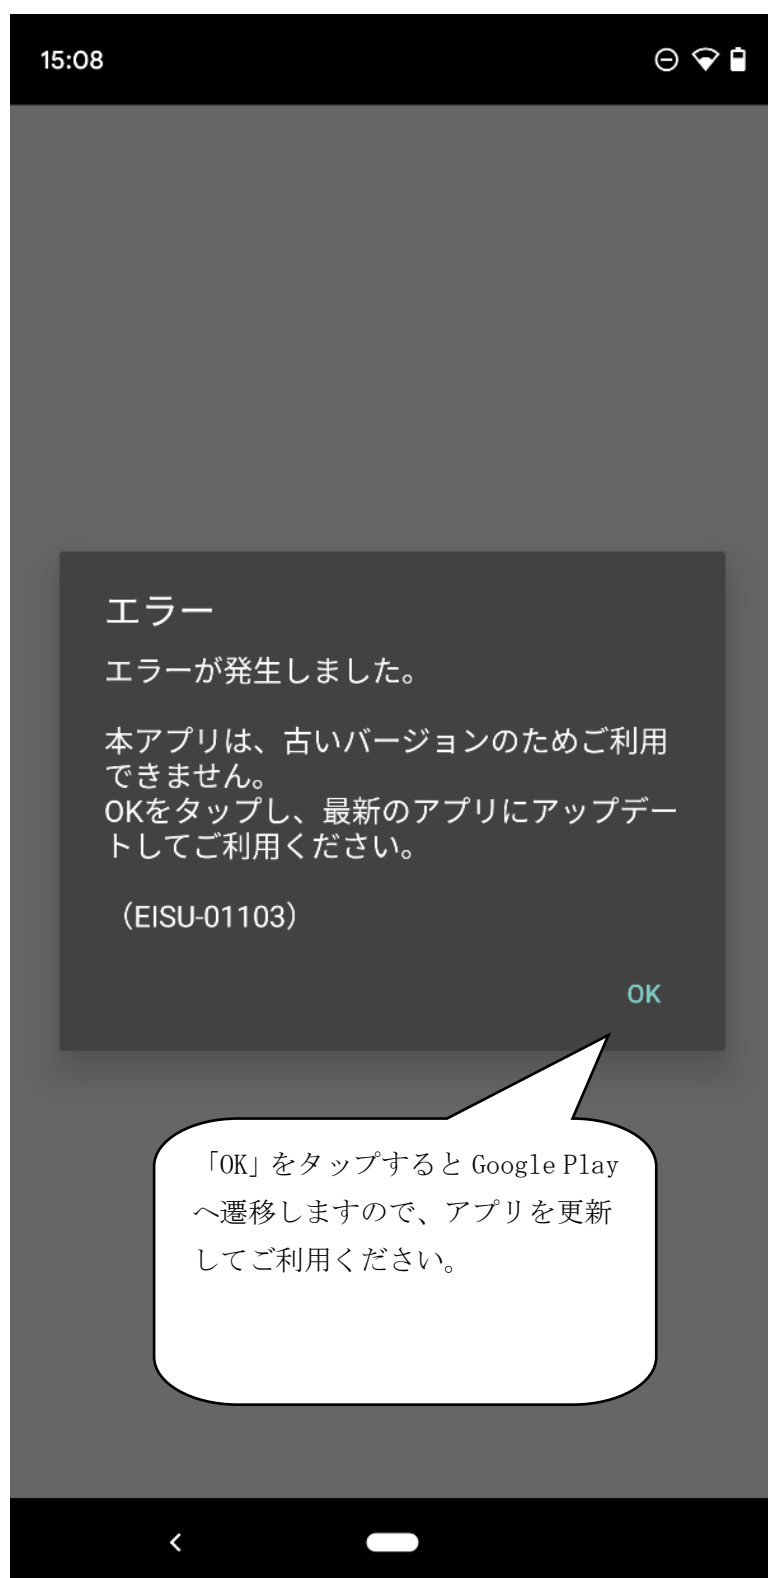 15:08
エラー
エラーが発生しました。
本アプリは、古いバージョンのためご利用
できません。
OKをタップし、最新のアプリにアップデー
トしてご利用ください。
（EISU-01103）
OK
「OK」をタップすると Google Play
へ遷移しますので、アプリを更新
してご利用ください。